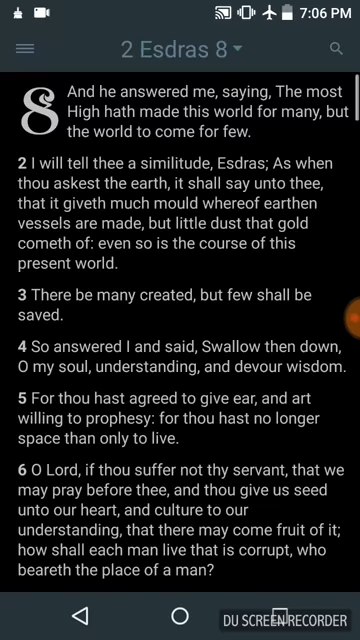 7:06 PM
2 Esdras 8
8 And he answered me, saying, The most
High hath made this world for many, but
the world to come for few.
2 I will tell thee a similitude, Esdras; As when
thou askest the earth, it shall say unto thee,
that it giveth much mould whereof earthen
vessels are made, but little dust that gold
cometh of: even so is the course of this
present world.
3 There be many created, but few shall be
saved.
4 So answered I and said, Swallow then down,
O my soul, understanding, and devour wisdom.
5 For thou hast agreed to give ear, and art
willing to prophesy: for thou hast no longer
space than only to live.
6 O Lord, if thou suffer not thy servant, that we
may pray before thee, and thou give us seed
unto our heart, and culture to our
understanding, that there may come fruit of it;
how shall each man live that is corrupt, who
beareth the place of a man?
DU SCREEN RECORDER